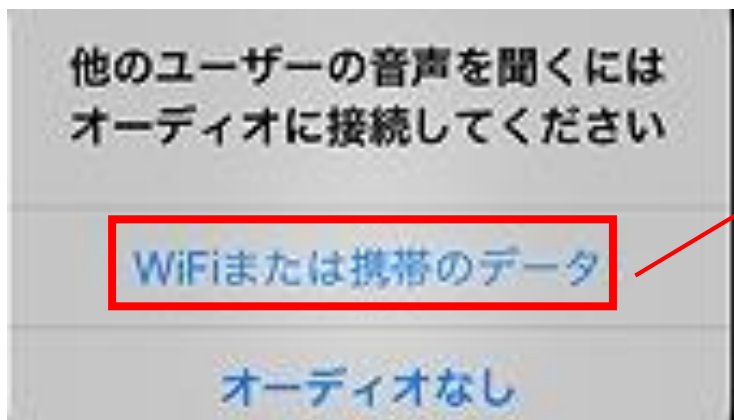 他のユーザーの音声を聞くには
オーディオに接続してください
WiFiまたは携帯のデータ
オーディオなし